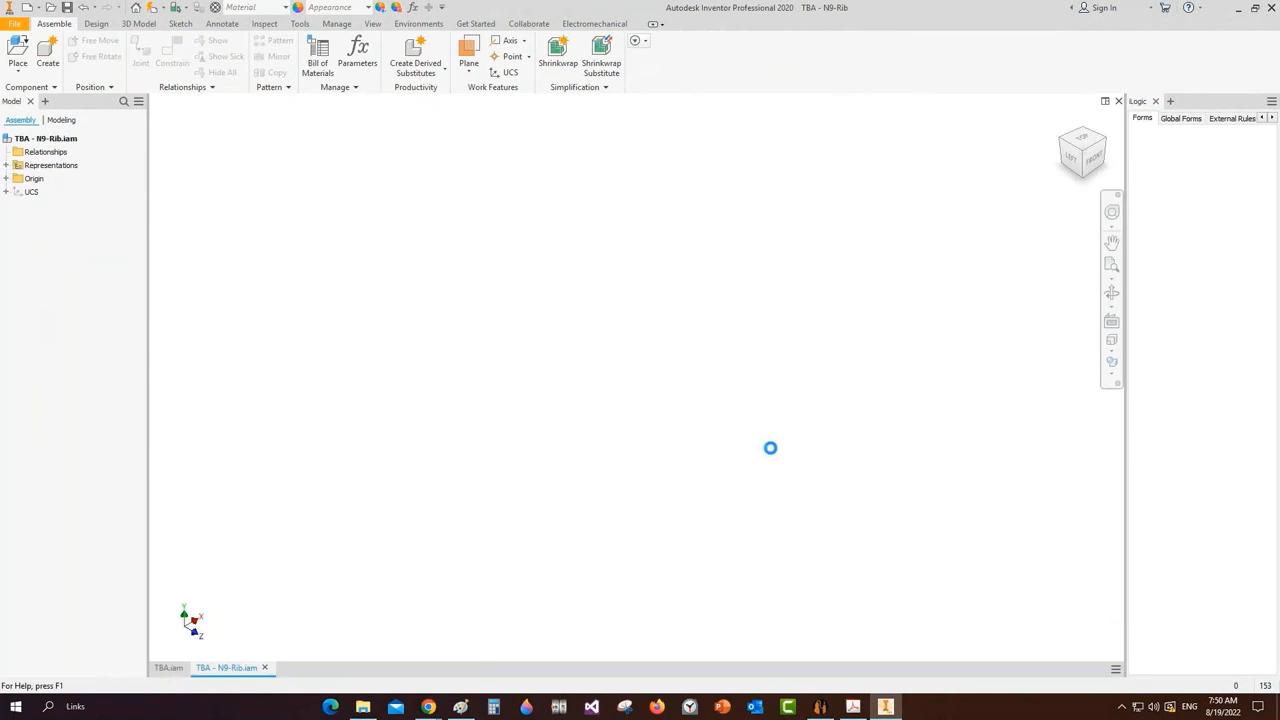 Material
Appearance
Autodesk Inventor Professional 2020 TBA - N9-Rib
Sign In
File Assemble Design 3D Model Sketch Annotate Inspect Tools Manage View Environments Get Started Collaborate Electromechanical
Place
Create
Free Move
Free Rotate
Joint
Constrain
Show
Show Sick
Hide All
Pattern
Mirror
Copy
Bill of
Materials
Parameters
Create Derived
Substitutes
Plane
Axis
Point
UCS
Shrinkwrap
Shrinkwrap
Substitute
Component Position Relationships Pattern Manage Productivity Work Features Simplification
Model
Assembly Modeling
TBA - N9-Rib.iam
Relationships
Representations
Origin
UCS
iLogic
Forms Global Forms External Rules
TOP
LEFT
FRONT
Y
X
Z
TBA.iam TBA - N9-Rib.iam
For Help, press F1
0 153
Links
7:50 AM
8/19/2022